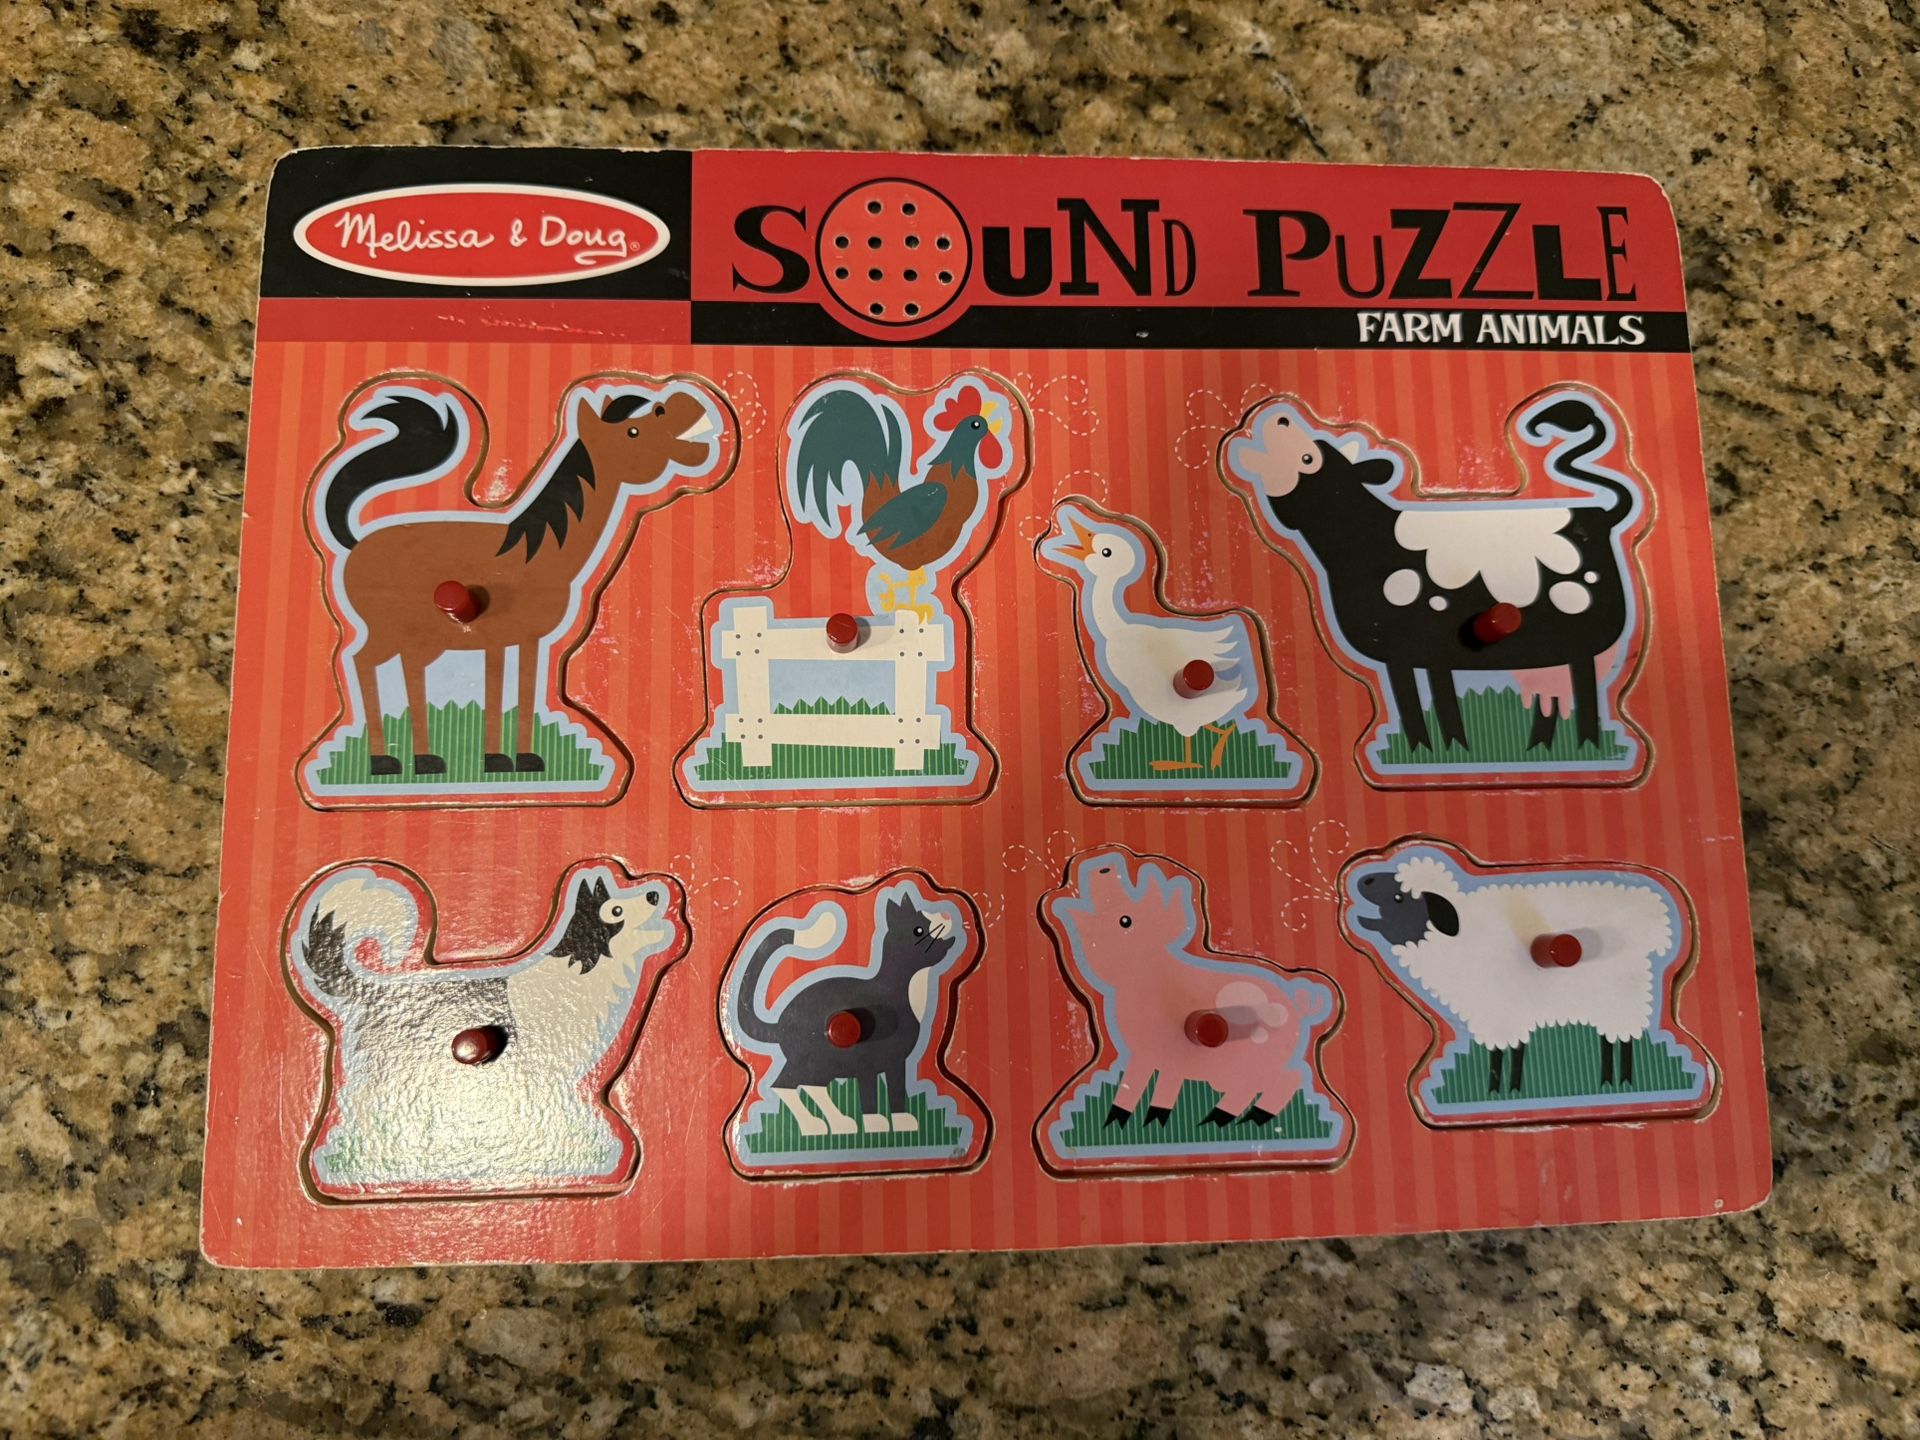 Melissa & Doug®
SOUND PUZZLE
FARM ANIMALS